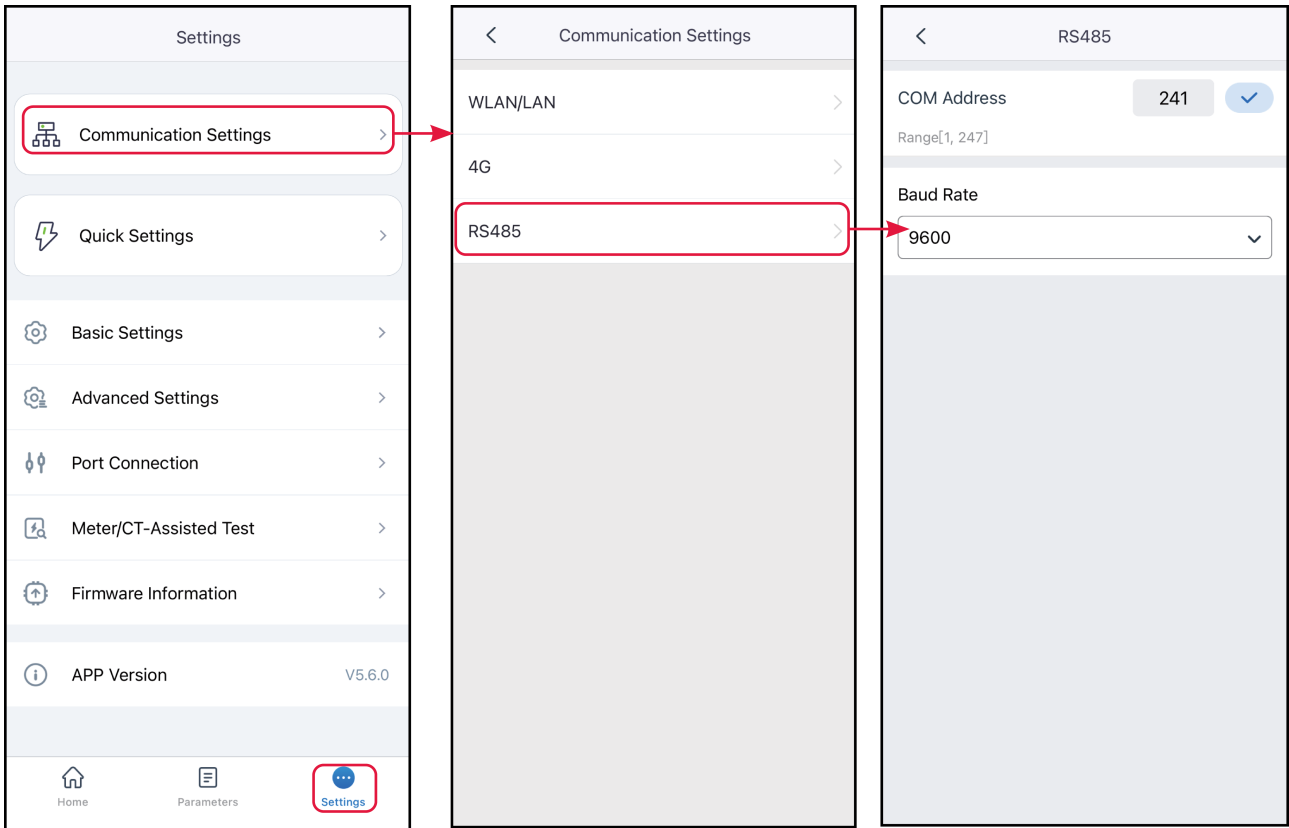 Settings
Communication Settings
Quick Settings
Basic Settings
Advanced Settings
Port Connection
Meter/CT-Assisted Test
Firmware Information
APP Version V5.6.0
Home Parameters Settings
Communication Settings
WLAN/LAN
4G
RS485
RS485
COM Address 241
Range[1, 247]
Baud Rate
9600